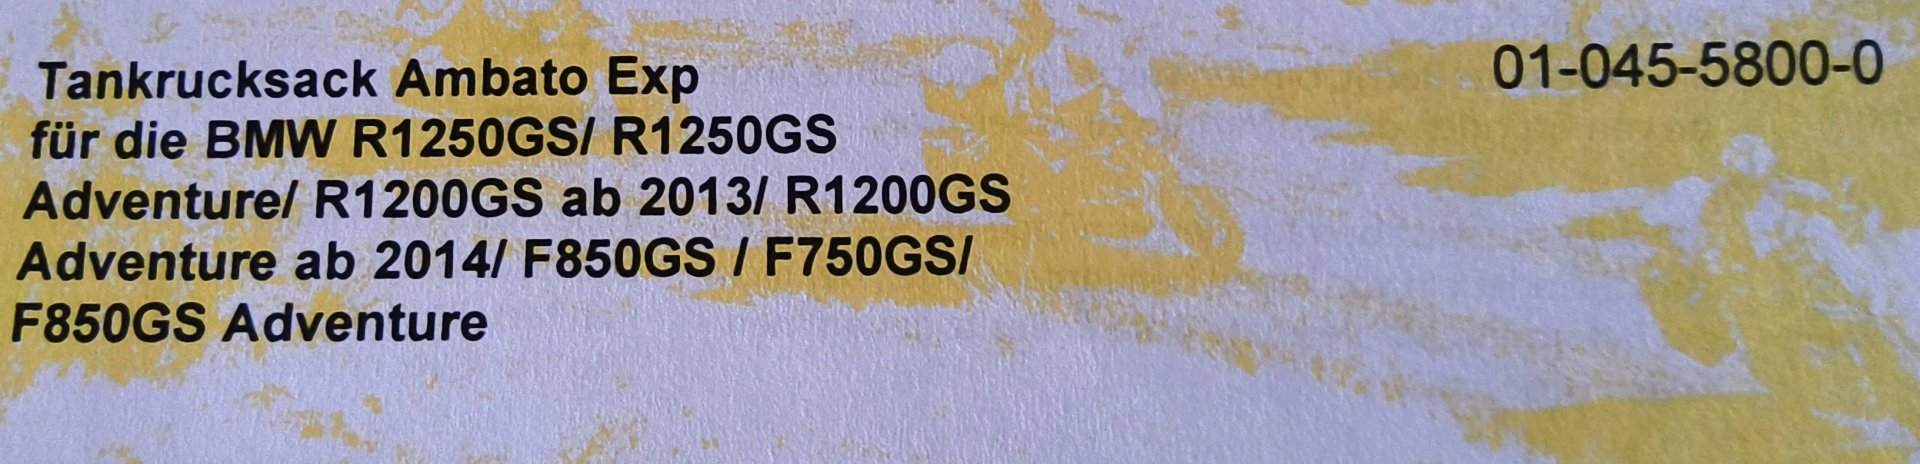 Tankrucksack Ambato Exp 01-045-5800-0
für die BMW R1250GS/ R1250GS
Adventure/ R1200GS ab 2013/ R1200GS
Adventure ab 2014/ F850GS / F750GS/
F850GS Adventure